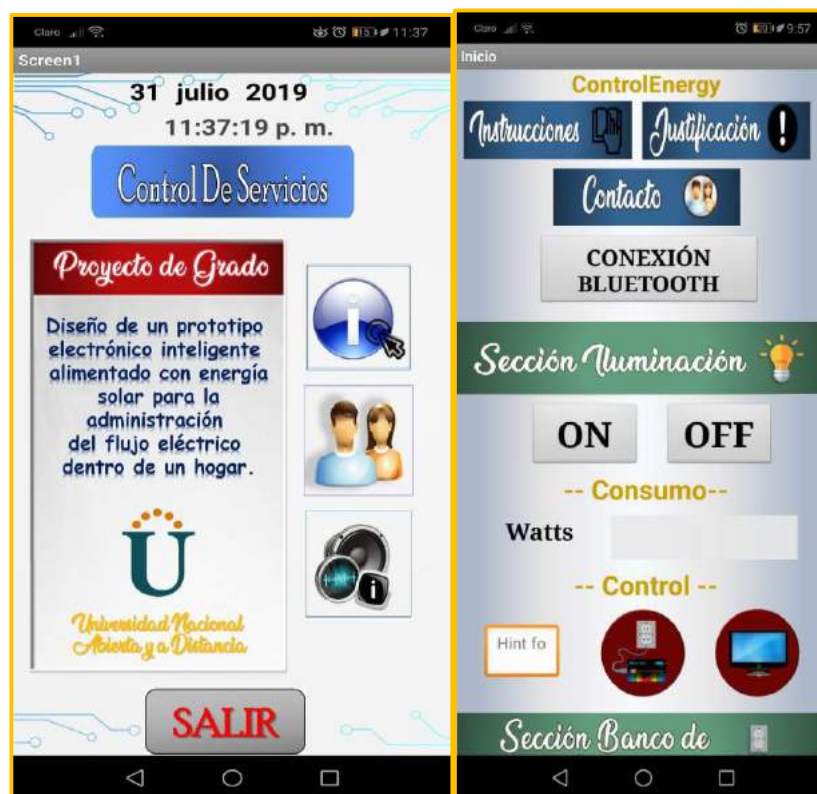 Claro 11:37
Screen1
31 julio 2019
11:37:19 p. m.
Control De Servicios
Proyecto de Grado
Diseño de un prototipo
electrónico inteligente
alimentado con energía
solar para la
administración
del flujo eléctrico
dentro de un hogar.
U
Universidad Nacional
Abierta y a Distancia
SALIR
Claro 9:57
Inicio
ControlEnergy
Instrucciones Justificación
Contacto
CONEXIÓN
BLUETOOTH
Sección Iluminación
ON OFF
-- Consumo--
Watts
-- Control --
Hint fo
Sección Banco de